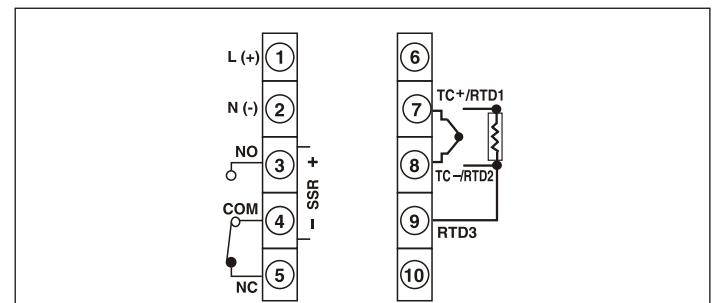 L (+) 1
N (-) 2
NO 3 +
SSR
COM 4 -
NC 5
6
7 TC+/RTD1
8 TC-/RTD2
9 RTD3
10